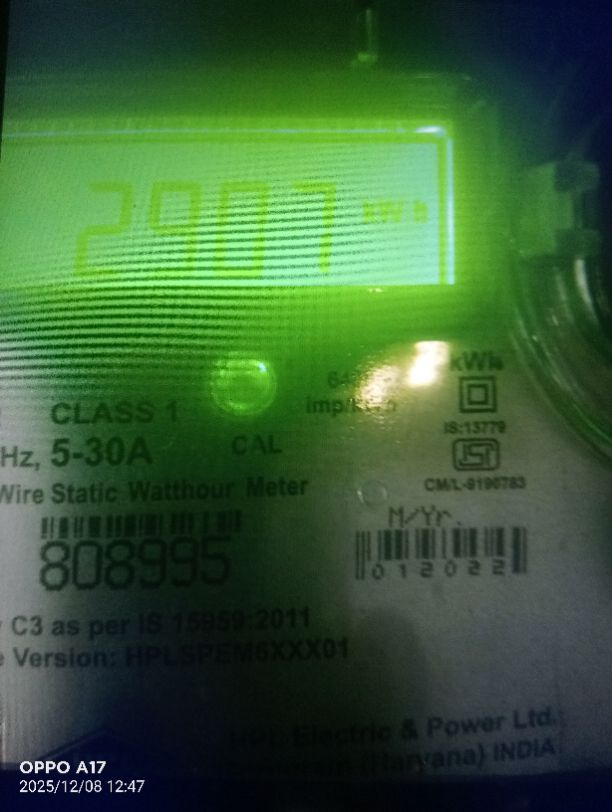 2907 kWh
kWh
imp/kWh
IS:13779
CLASS 1
Hz, 5-30A
CAL
CM/L-9190783
Wire Static Watthour Meter
M/Yr.
808995
012022
C3 as per IS 15959:2011
Version: HPLSPEM6XXX01
HPL Electric & Power Ltd.
(Haryana) INDIA
OPPO A17
2025/12/08 12:47